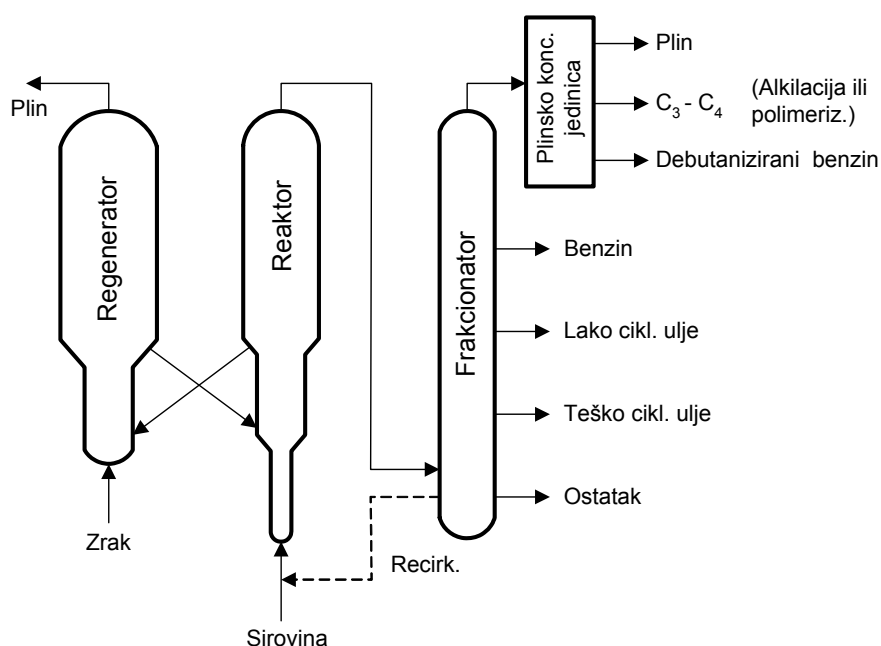 Plin
Regenerator
Zrak
Reaktor
Sirovina
Recirk.
Frakcionator
Plinsko konc.
jedinica
Plin
C₃ - C₄
(Alkilacija ili
polimeriz.)
Debutanizirani benzin
Benzin
Lako cikl. ulje
Teško cikl. ulje
Ostatak